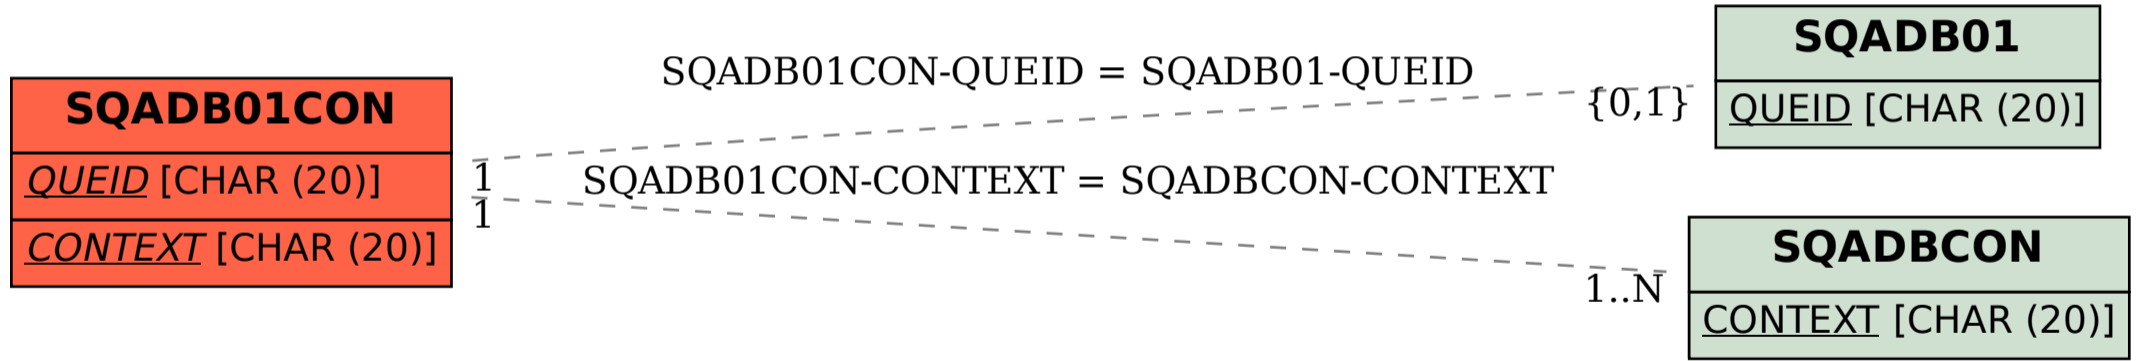 SQADB01CON
QUEID [CHAR (20)]
CONTEXT [CHAR (20)]
SQADB01CON-QUEID = SQADB01-QUEID
1
{0,1}
SQADB01CON-CONTEXT = SQADBCON-CONTEXT
1
1..N
SQADB01
QUEID [CHAR (20)]
SQADBCON
CONTEXT [CHAR (20)]